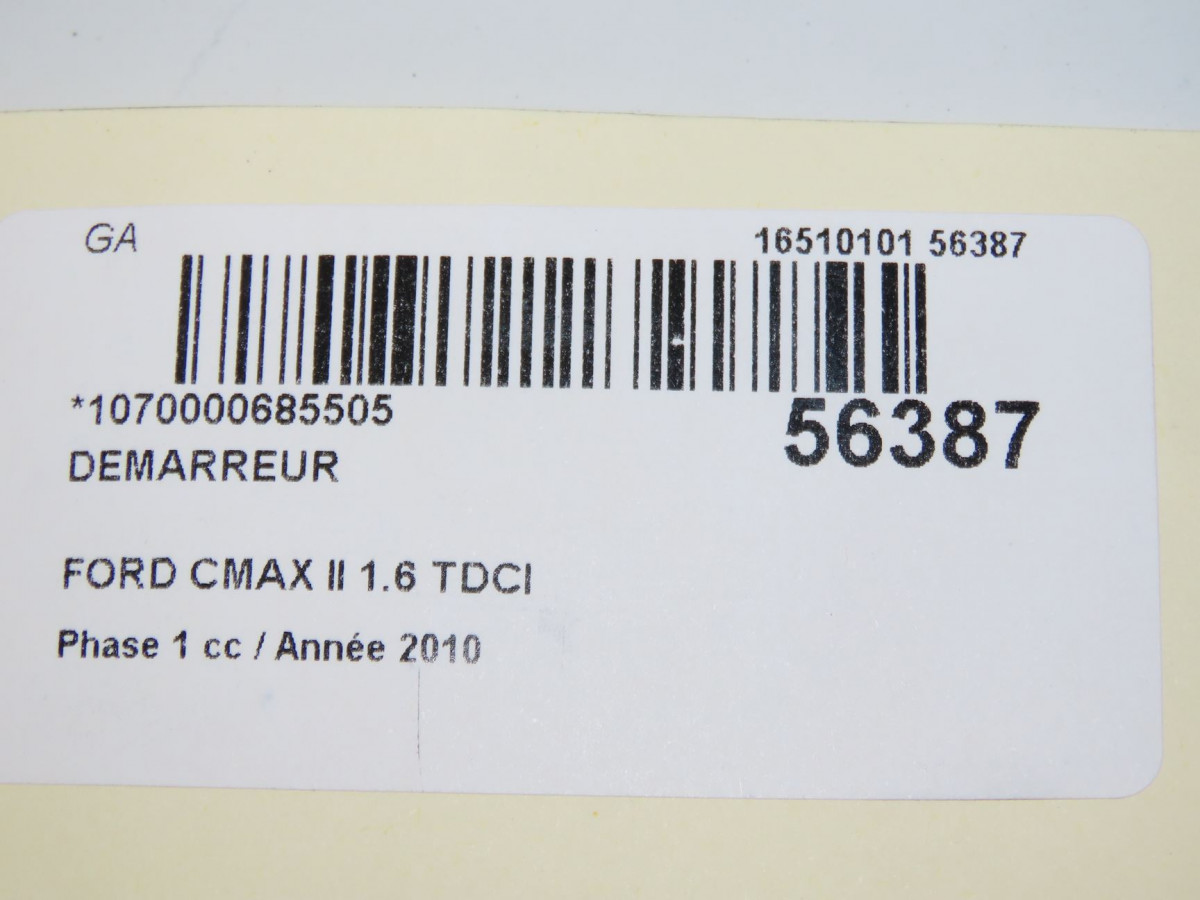 GA
16510101 56387
*1070000685505
56387
DEMARREUR
FORD CMAX II 1.6 TDCI
Phase 1 cc / Année 2010